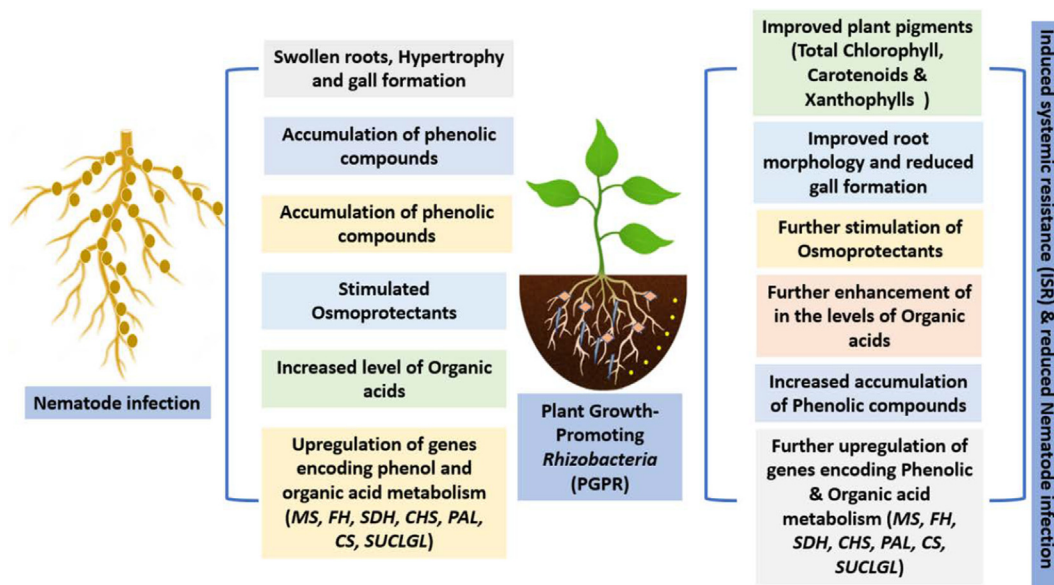 Swollen roots, Hypertrophy
and gall formation
Accumulation of phenolic
compounds
Accumulation of phenolic
compounds
Stimulated
Osmoprotectants
Increased level of Organic
acids
Upregulation of genes
encoding phenol and
organic acid metabolism
(MS, FH, SDH, CHS, PAL,
CS, SUCLGL)
Nematode infection
Plant Growth-
Promoting
Rhizobacteria
(PGPR)
Improved plant pigments
(Total Chlorophyll,
Carotenoids &
Xanthophylls )
Improved root
morphology and reduced
gall formation
Further stimulation of
Osmoprotectants
Further enhancement of
in the levels of Organic
acids
Increased accumulation
of Phenolic compounds
Further upregulation of
genes encoding Phenolic
& Organic acid
metabolism (MS, FH,
SDH, CHS, PAL, CS,
SUCLGL)
Induced systemic resistance (ISR) & reduced Nematode infection